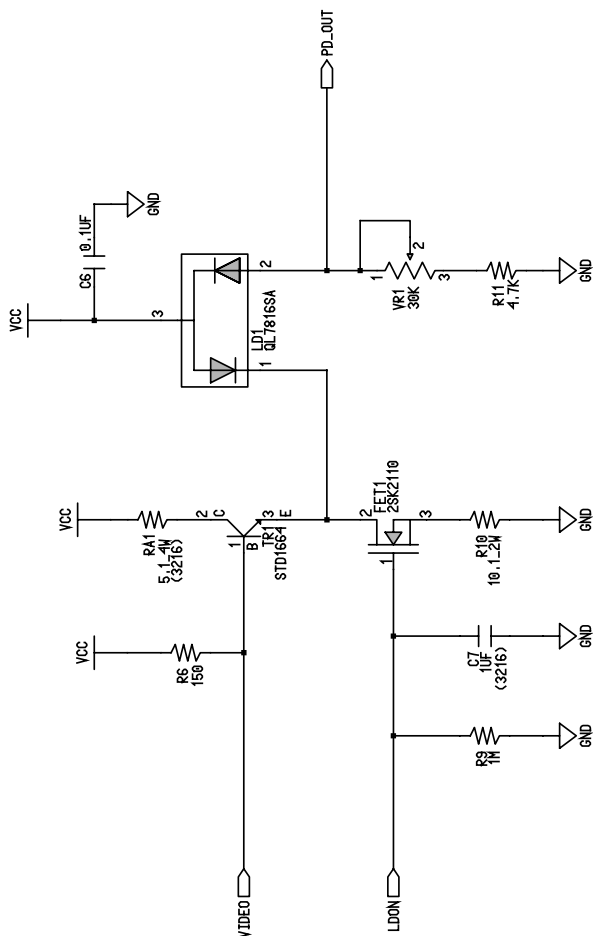 PD_OUT
0.1UF
C6
GND
VCC
3
2
LD1
QL7816SA
1
1
2
3
VR1
30K
R11
4.7K
GND
VCC
RA1
5.1_4W
(3216)
2
C
3
E
1
B
TR1
STD1664
FET1
2SK2110
2
1
3
R10
10.1_2W
GND
VCC
R6
150
C7
1UF
(3216)
GND
R9
1M
GND
VIDEO
LDON